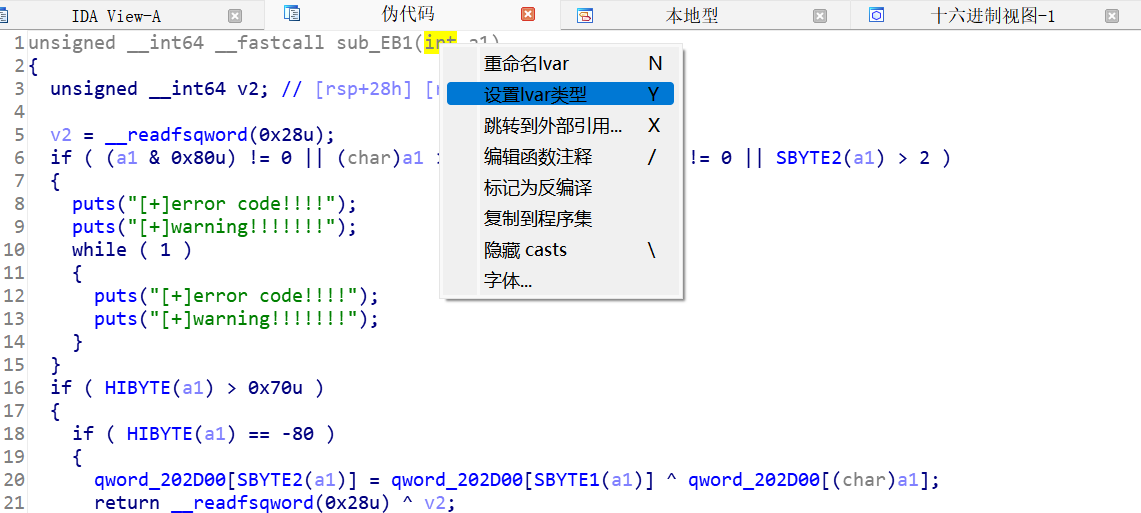 IDA View-A 伪代码 本地型 十六进制视图-1
1 unsigned __int64 __fastcall sub_EB1(int a1)
2 {
3 unsigned __int64 v2; // [rsp+28h]
4
5 v2 = __readfsqword(0x28u);
6 if ( (a1 & 0x80u) != 0 || (char)a1 != 0 || SBYTE2(a1) > 2 )
7 {
8 puts("[+]error code!!!!");
9 puts("[+]warning!!!!!!!");
10 while ( 1 )
11 {
12 puts("[+]error code!!!!");
13 puts("[+]warning!!!!!!!");
14 }
15 }
16 if ( HIBYTE(a1) > 0x70u )
17 {
18 if ( HIBYTE(a1) == -80 )
19 {
20 qword_202D00[SBYTE2(a1)] = qword_202D00[SBYTE1(a1)] ^ qword_202D00[(char)a1];
21 return __readfsqword(0x28u) ^ v2;
重命名lvar N
设置lvar类型 Y
跳转到外部引用... X
编辑函数注释 /
标记为反编译
复制到程序集
隐藏 casts \
字体...